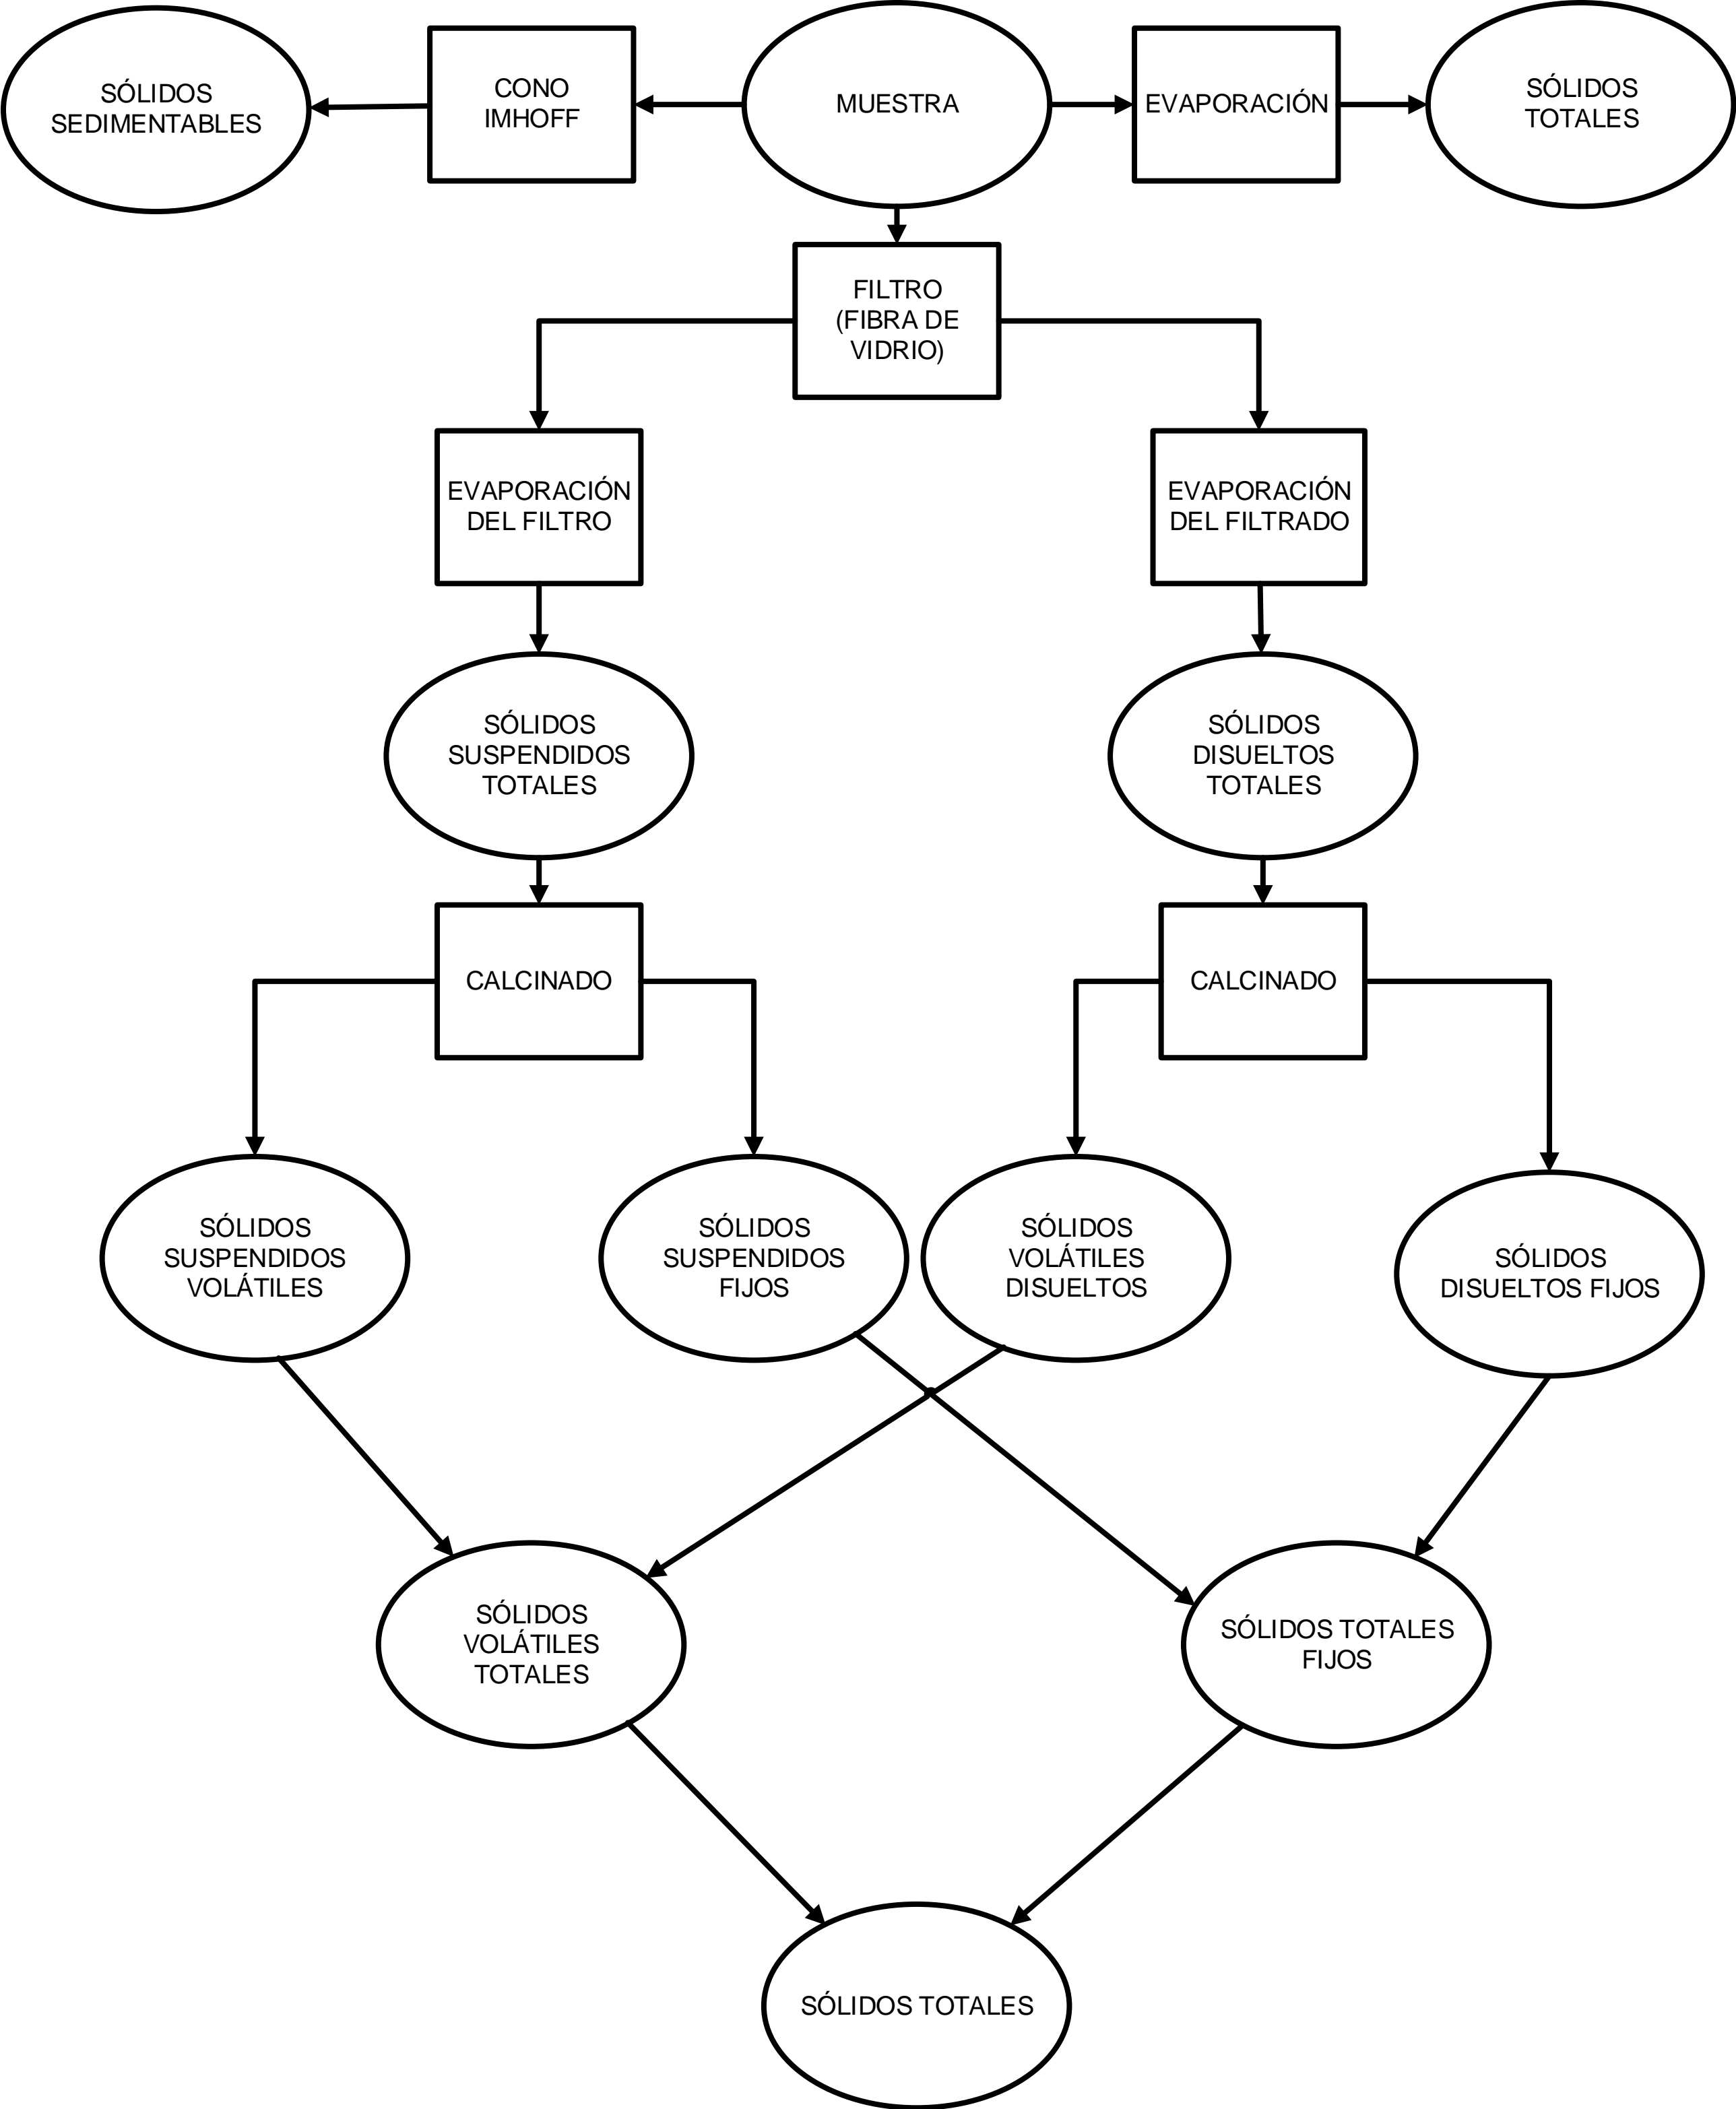 SÓLIDOS
SEDIMENTABLES
CONO
IMHOFF
MUESTRA
EVAPORACIÓN
SÓLIDOS
TOTALES
FILTRO
(FIBRA DE
VIDRIO)
EVAPORACIÓN
DEL FILTRO
EVAPORACIÓN
DEL FILTRADO
SÓLIDOS
SUSPENDIDOS
TOTALES
SÓLIDOS
DISUELTOS
TOTALES
CALCINADO
CALCINADO
SÓLIDOS
SUSPENDIDOS
VOLÁTILES
SÓLIDOS
SUSPENDIDOS
FIJOS
SÓLIDOS
VOLÁTILES
DISUELTOS
SÓLIDOS
DISUELTOS FIJOS
SÓLIDOS
VOLÁTILES
TOTALES
SÓLIDOS TOTALES
FIJOS
SÓLIDOS TOTALES